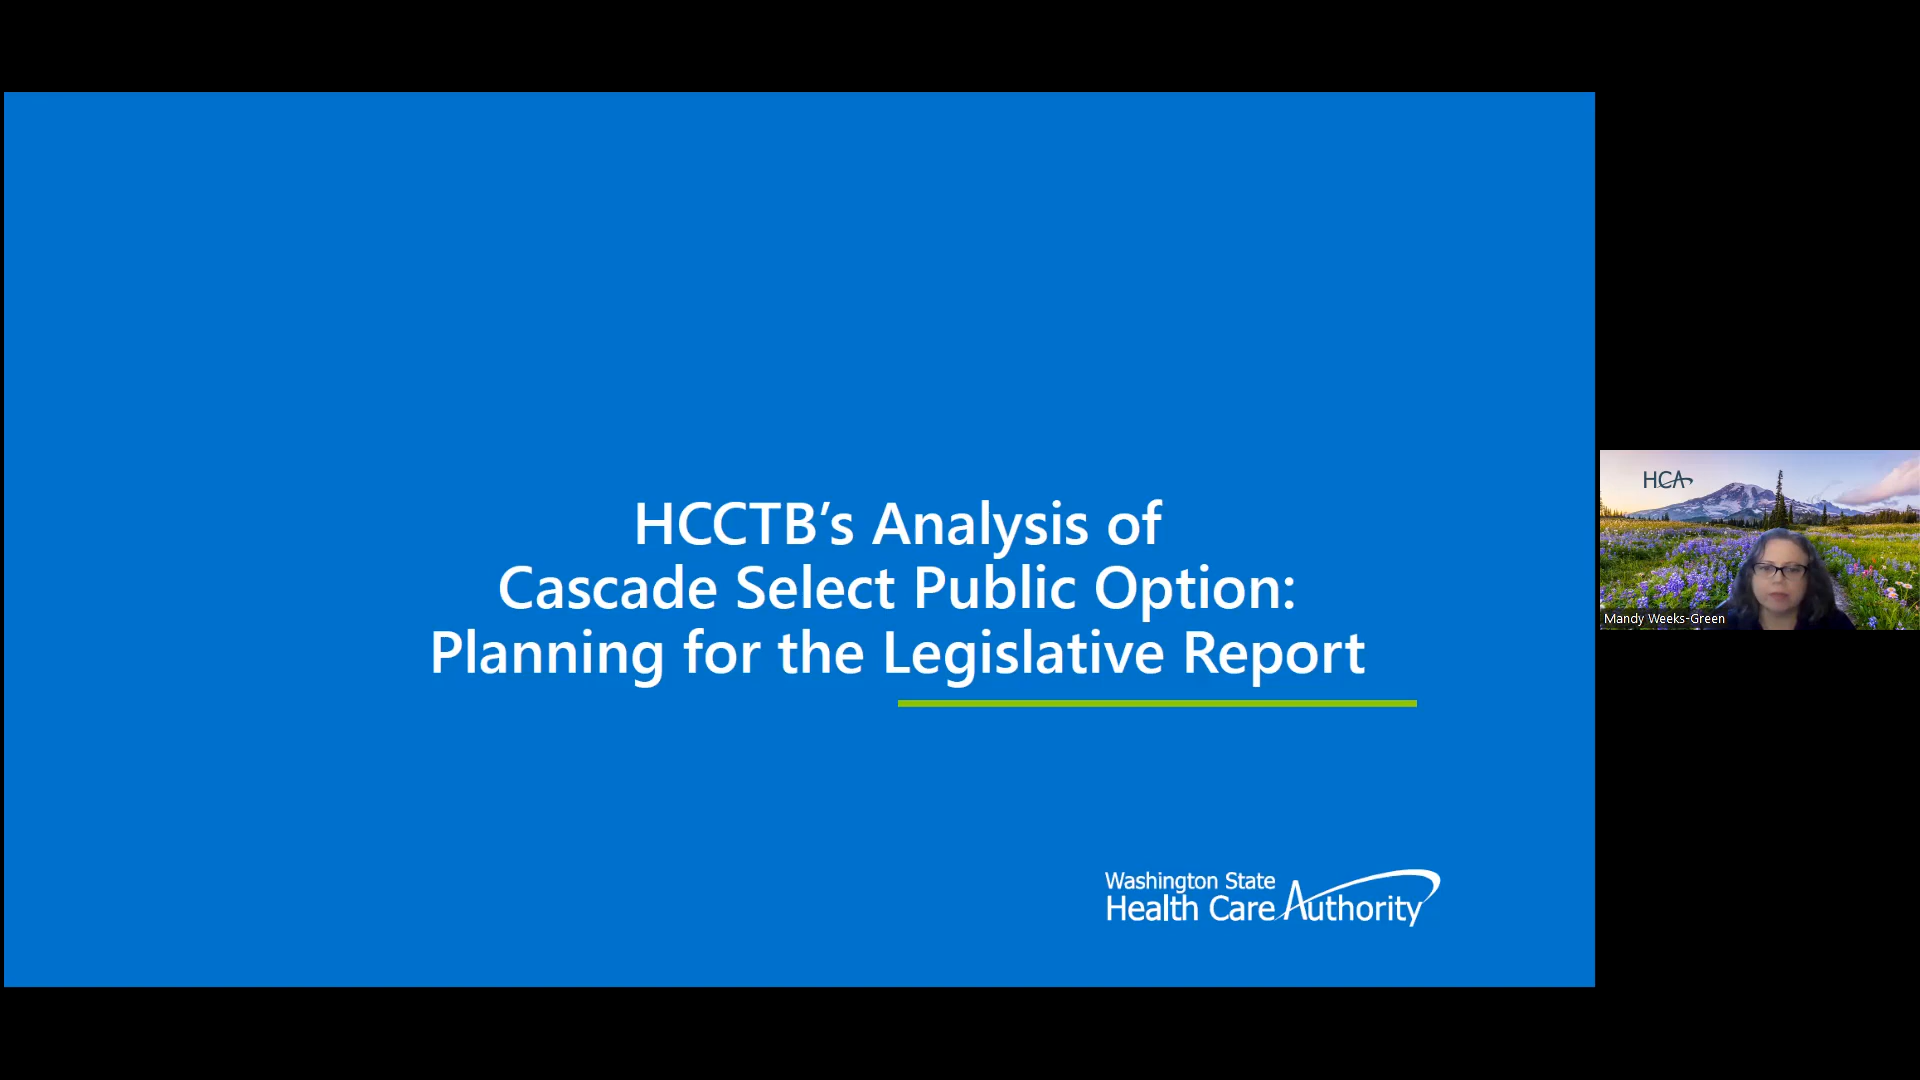 HCCTB’s Analysis of
Cascade Select Public Option:
Planning for the Legislative Report
Washington State
Health Care Authority
HCA
Mandy Weeks-Green